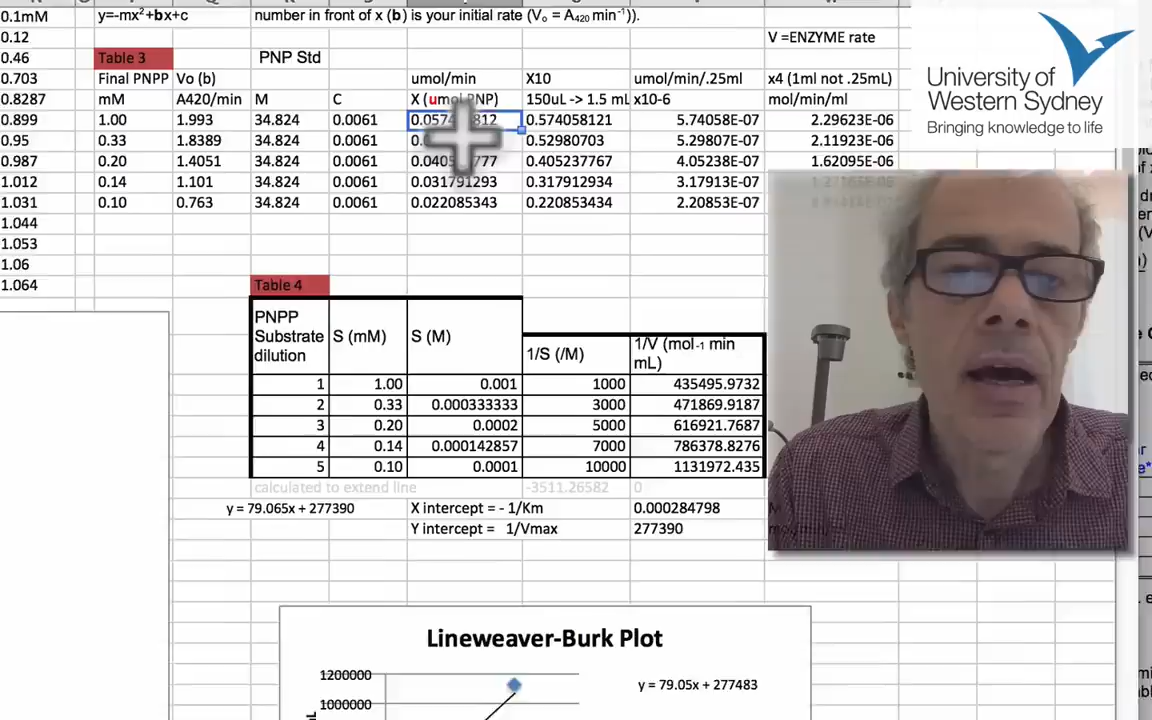 0.1mM y=-mx²+bx+c number in front of x (b) is your initial rate (Vo = A420 min⁻¹)).
0.12 V =ENZYME rate
0.46 Table 3 PNP Std
0.703 Final PNPP Vo (b) umol/min X10 umol/min/.25ml x4 (1ml not .25mL)
0.8287 mM A420/min M C X (umol PNP) 150uL -> 1.5 mL x10-6 mol/min/ml
0.899 1.00 1.993 34.824 0.0061 0.574058121 5.74058E-07 2.29623E-06
0.95 0.33 1.8389 34.824 0.0061 0.52980703 5.29807E-07 2.11923E-06
0.987 0.20 1.4051 34.824 0.0061 0.405237767 4.05238E-07 1.62095E-06
1.012 0.14 1.101 34.824 0.0061 0.031791293 0.317912934 3.17913E-07
1.031 0.10 0.763 34.824 0.0061 0.022085343 0.220853434 2.20853E-07
1.044
1.053
1.06
1.064
Table 4
PNPP Substrate dilution S (mM) S (M) 1/S (/M) 1/V (mol-1 min mL)
1 1.00 0.001 1000 435495.9732
2 0.33 0.000333333 3000 471869.9187
3 0.20 0.0002 5000 616921.7687
4 0.14 0.000142857 7000 786378.8276
5 0.10 0.0001 10000 1131972.435
calculated to extend line -3511.26582 0
y = 79.065x + 277390 X intercept = - 1/Km 0.000284798
Y intercept = 1/Vmax 277390
Lineweaver-Burk Plot
1200000
1000000
y = 79.05x + 277483
University of
Western Sydney
Bringing knowledge to life